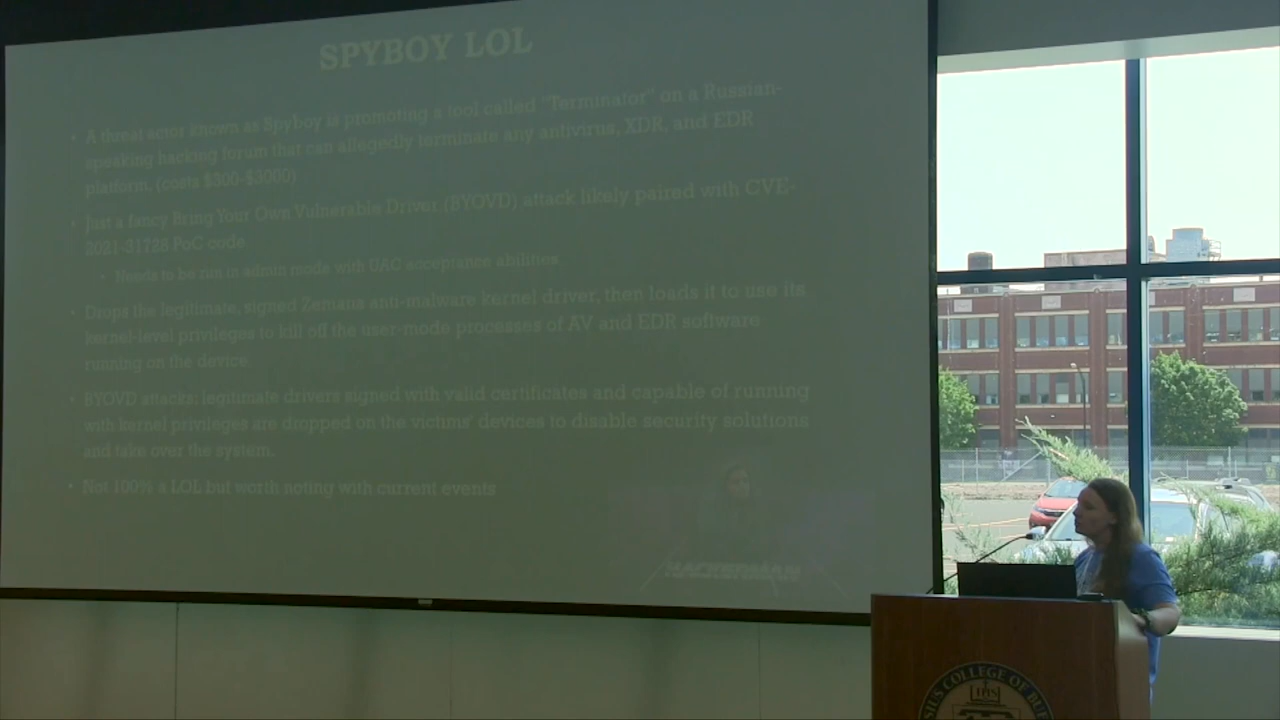 SPYBOY LOL
• A threat actor known as Spyboy is promoting a tool called "Terminator" on a Russian-
speaking hacking forum that can allegedly terminate any antivirus, XDR, and EDR
platform. (costs $300-$3000)
• Just a fancy Bring Your Own Vulnerable Driver (BYOVD) attack likely paired with CVE-
2021-31728 PoC code
• Needs to be run in admin mode with UAC acceptance abilities
• Drops the legitimate, signed Zemana anti-malware kernel driver, then loads it to use its
kernel-level privileges to kill off the user-mode processes of AV and EDR software
running on the device.
• BYOVD attacks: legitimate drivers signed with valid certificates and capable of running
with kernel privileges are dropped on the victims' devices to disable security solutions
and take over the system.
• Not 100% a LOL but worth noting with current events
HACKERMAN
SIUS COLLEGE OF BUF
IHS